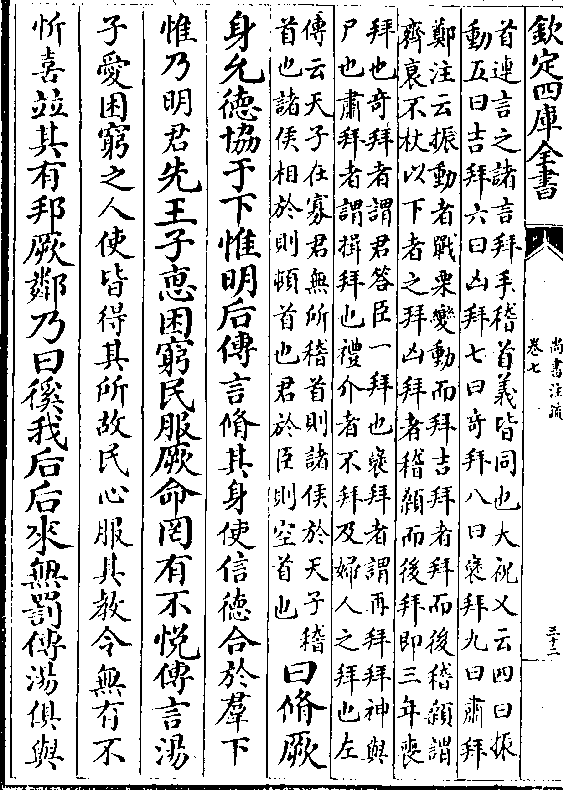 欽定四庫全書
尚書注疏
卷七
三十二
首連言之諸言拜手稽首義皆同也大祝又云四曰振
動五曰吉拜六曰凶拜七曰奇拜八曰襃拜九曰肅拜
鄭注云振動者戰栗變動而拜吉拜者拜而後稽顙謂
齊衰不杖以下者之拜凶拜者稽顙而後拜即三年喪
拜也奇拜者謂君答臣一拜也襃拜者謂再拜拜神與
尸也肅拜者謂揖拜也禮介者不拜及婦人之拜也左
傳云天子在寡君無所稽首則諸侯於天子稽
首也諸侯相於則頓首也君於臣則空首也
曰脩厥
身允德協于下惟明后傳言脩其身使信德合於羣下
惟乃明君先王子惠困窮民服厥命罔有不悅傳言湯
子愛困窮之人使皆得其所故民心服其教令無有不
忻喜竝其有邦厥鄰乃曰徯我后后來無罰傳湯俱與